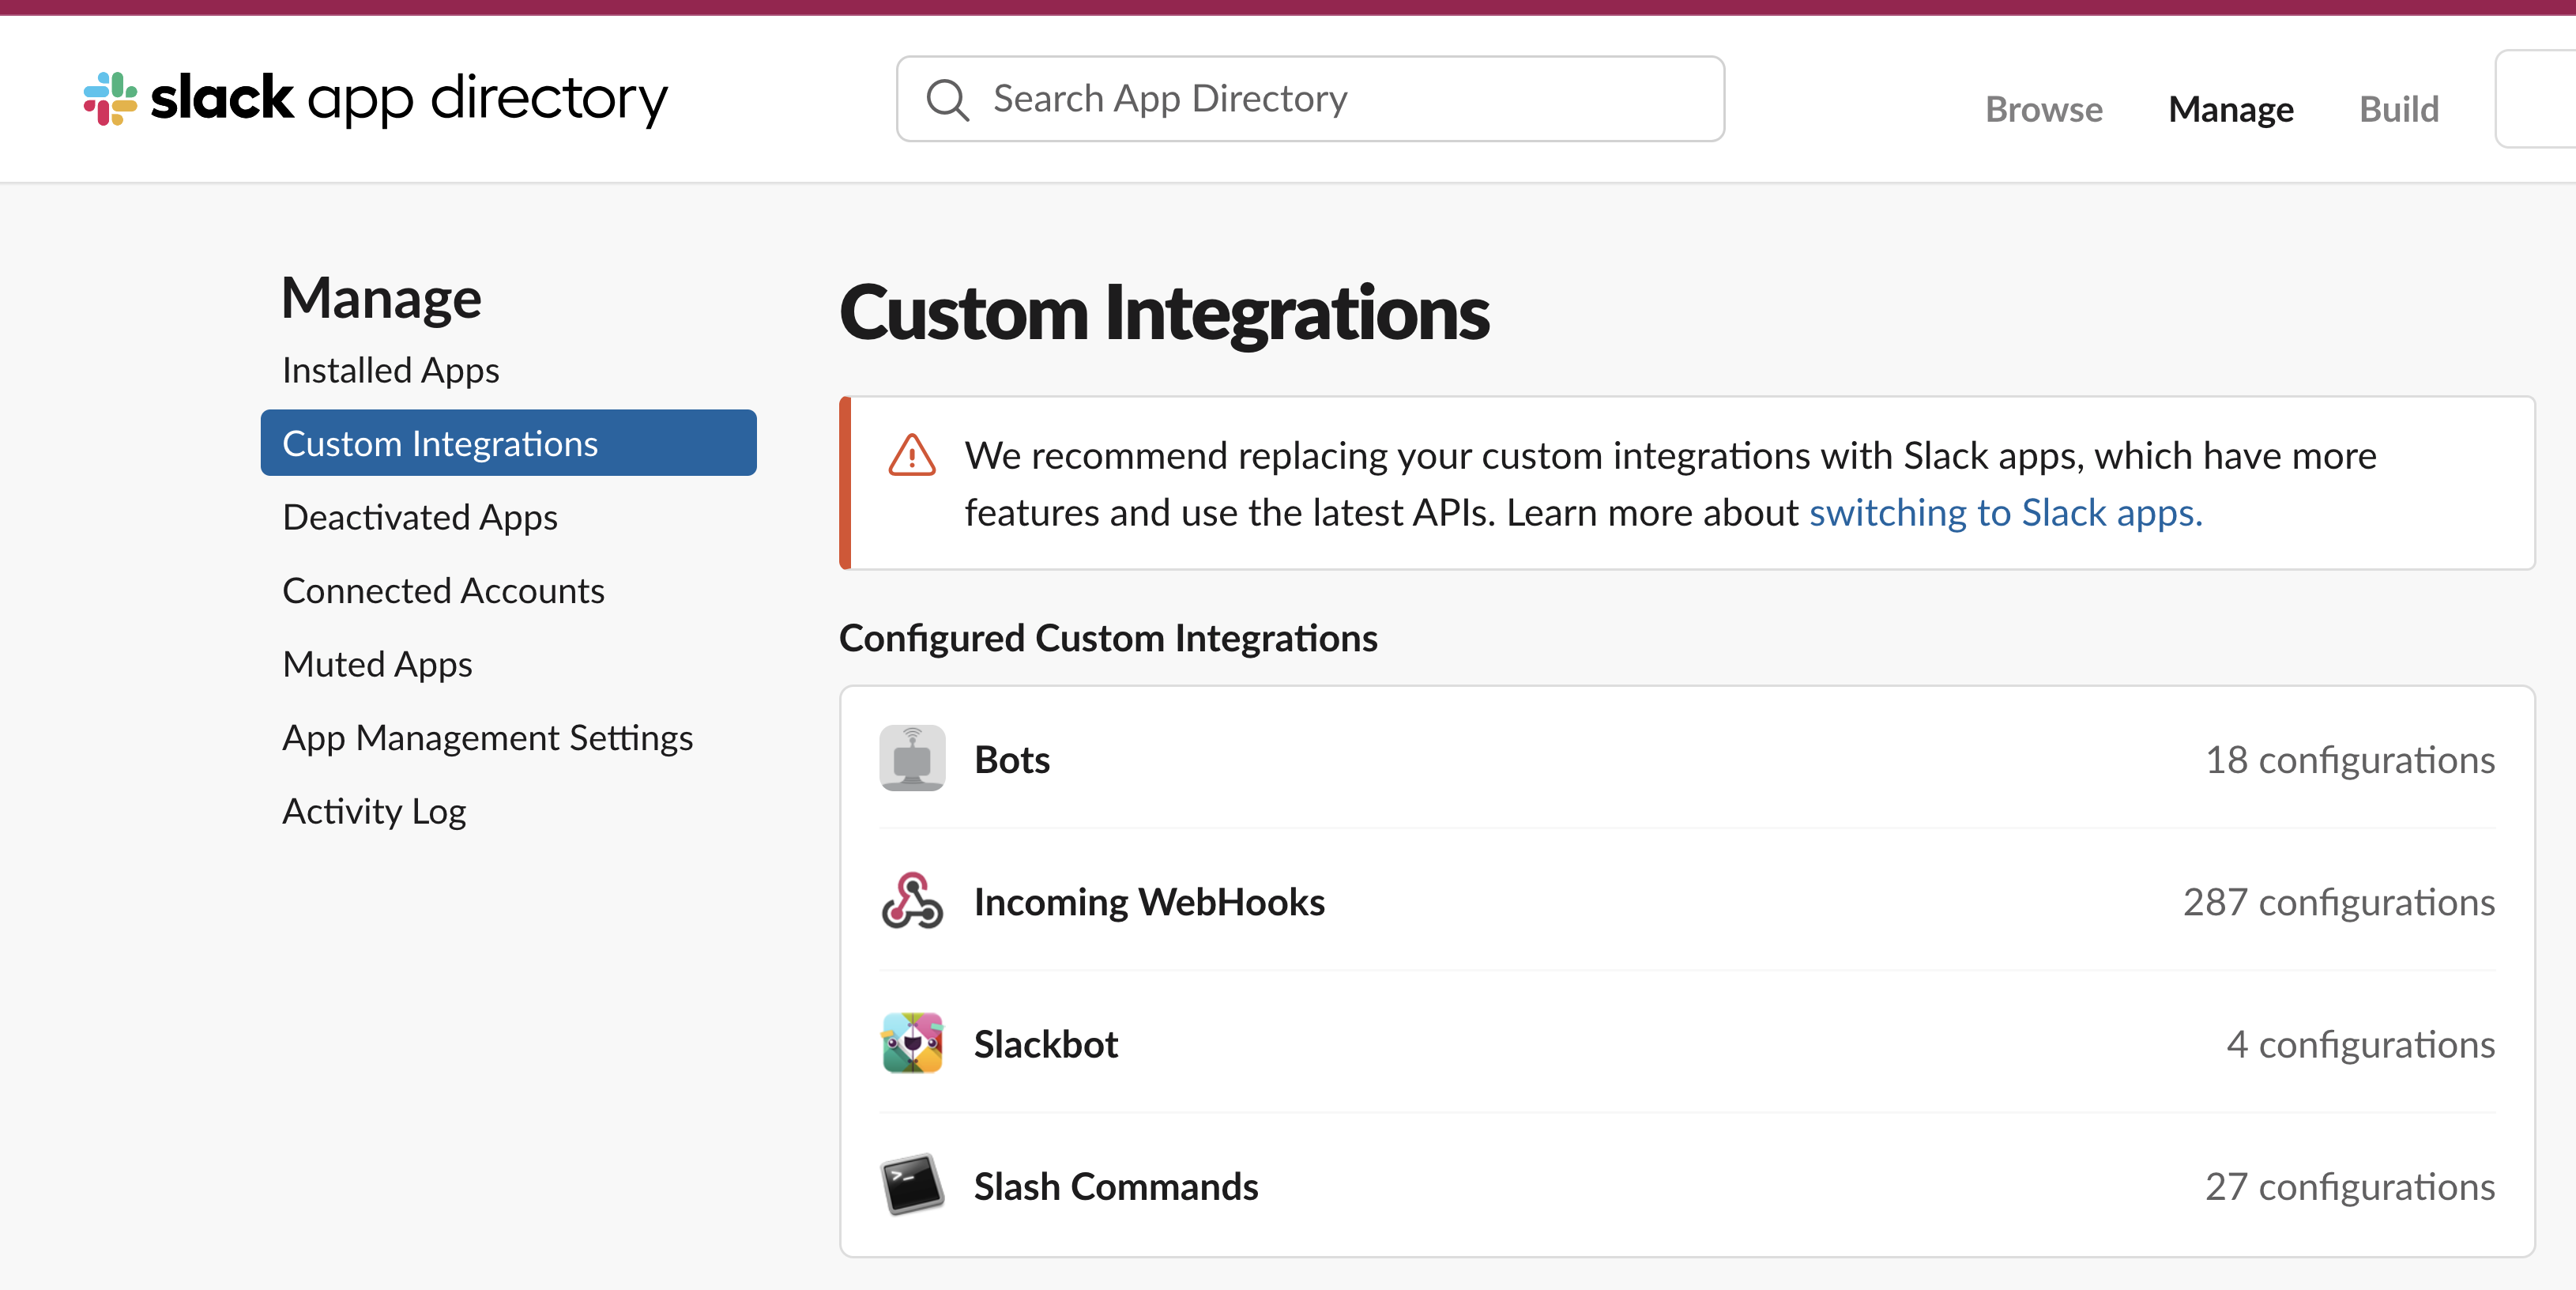 slack app directory
Search App Directory
Browse
Manage
Build
Manage
Installed Apps
Custom Integrations
Deactivated Apps
Connected Accounts
Muted Apps
App Management Settings
Activity Log
Custom Integrations
We recommend replacing your custom integrations with Slack apps, which have more
features and use the latest APIs. Learn more about switching to Slack apps.
Configured Custom Integrations
Bots
18 configurations
Incoming WebHooks
287 configurations
Slackbot
4 configurations
Slash Commands
27 configurations